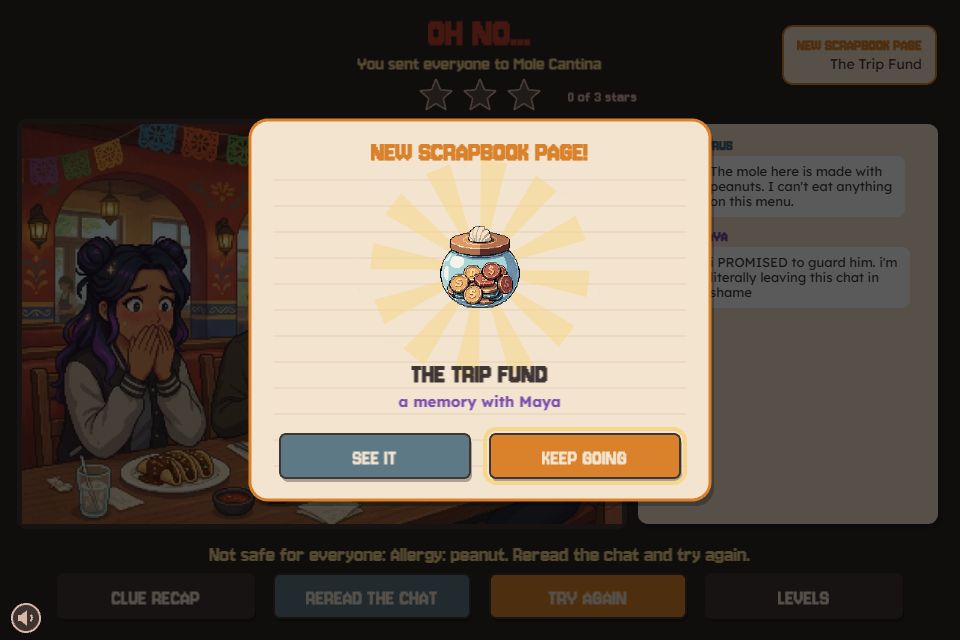 OH NO...
You sent everyone to Mole Cantina
0 of 3 stars
NEW SCRAPBOOK PAGE
The Trip Fund
NEW SCRAPBOOK PAGE!
THE TRIP FUND
a memory with Maya
SEE IT
KEEP GOING
The mole here is made with
peanuts. I can't eat anything
on this menu.
i PROMISED to guard him. i'm
literally leaving this chat in
shame
Not safe for everyone: Allergy: peanut. Reread the chat and try again.
CLUE RECAP
REREAD THE CHAT
TRY AGAIN
LEVELS